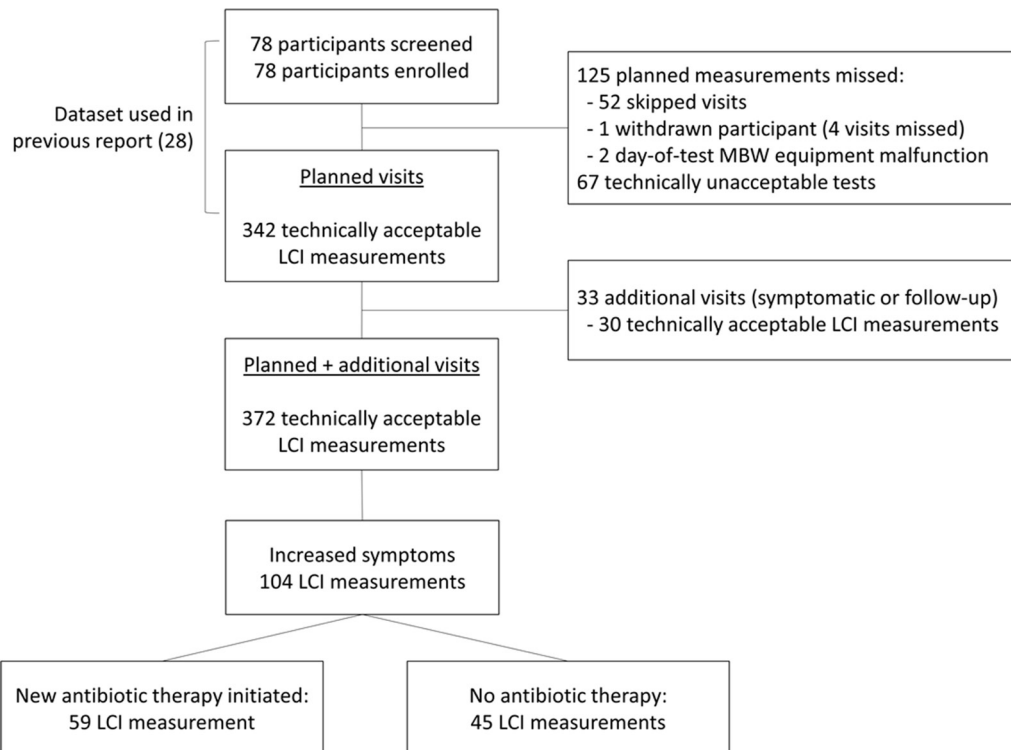 78 participants screened
78 participants enrolled
Dataset used in
previous report (28)
125 planned measurements missed:
- 52 skipped visits
- 1 withdrawn participant (4 visits missed)
- 2 day-of-test MBW equipment malfunction
67 technically unacceptable tests
Planned visits
342 technically acceptable
LCI measurements
33 additional visits (symptomatic or follow-up)
- 30 technically acceptable LCI measurements
Planned + additional visits
372 technically acceptable
LCI measurements
Increased symptoms
104 LCI measurements
New antibiotic therapy initiated:
59 LCI measurement
No antibiotic therapy:
45 LCI measurements